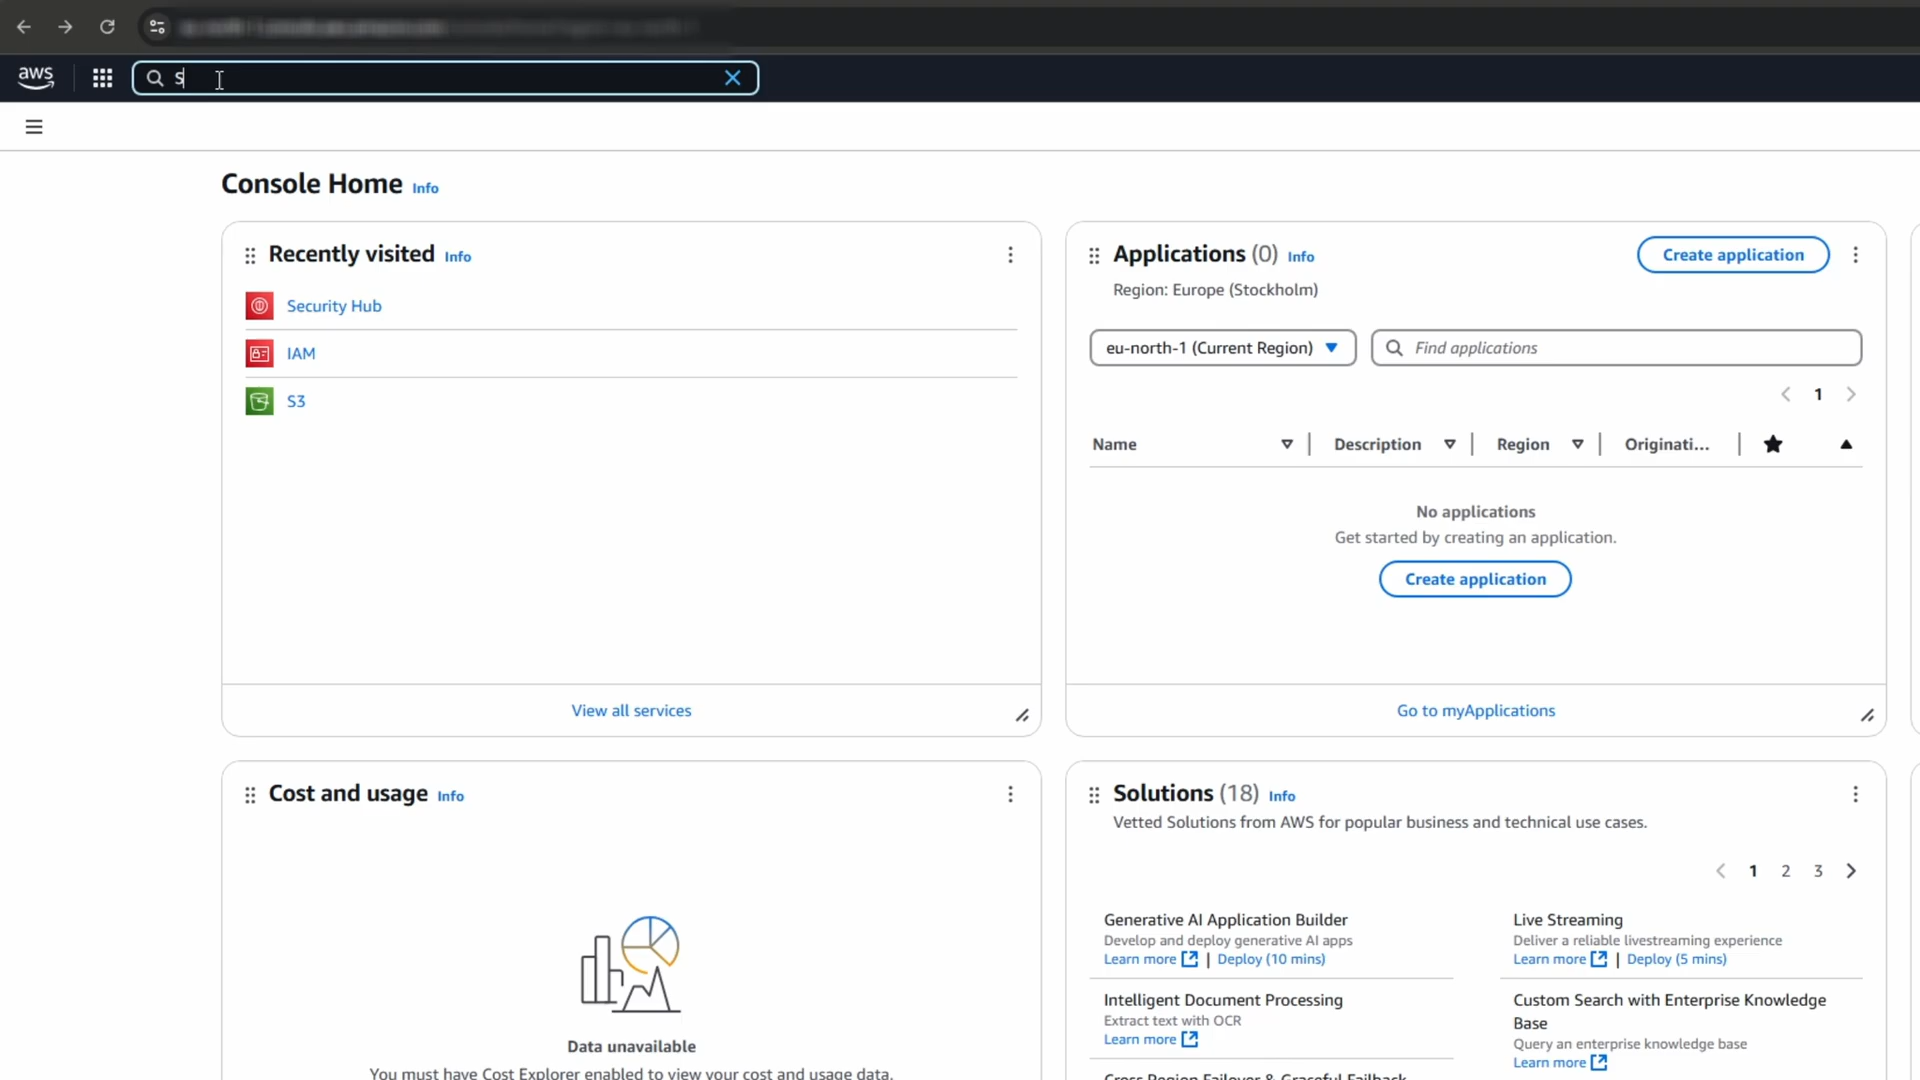 aws
S
Console Home Info
Recently visited Info
Security Hub
IAM
S3
View all services
Applications (0) Info
Create application
Region: Europe (Stockholm)
eu-north-1 (Current Region)
Find applications
1
Name
Description
Region
Originati...
No applications
Get started by creating an application.
Create application
Go to myApplications
Cost and usage Info
Data unavailable
You must have Cost Explorer enabled to view your cost and usage data.
Solutions (18) Info
Vetted Solutions from AWS for popular business and technical use cases.
1 2 3
Generative AI Application Builder
Develop and deploy generative AI apps
Learn more | Deploy (10 mins)
Intelligent Document Processing
Extract text with OCR
Learn more
Cross Region Failover & Graceful Failback
Live Streaming
Deliver a reliable livestreaming experience
Learn more | Deploy (5 mins)
Custom Search with Enterprise Knowledge
Base
Query an enterprise knowledge base
Learn more